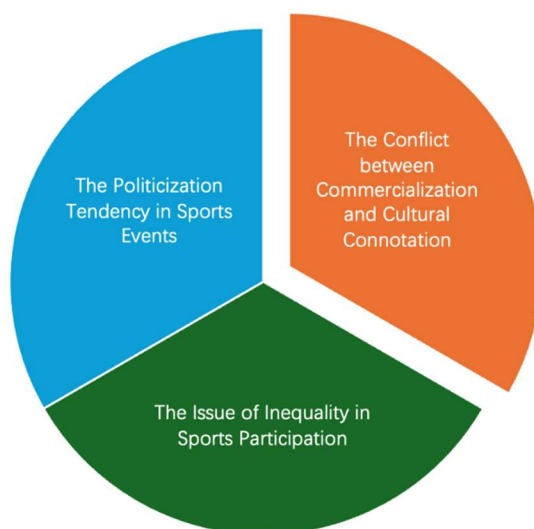 The Conflict
between
Commercialization
and Cultural
Connotation
The Politicization
Tendency in Sports
Events
The Issue of Inequality in
Sports Participation